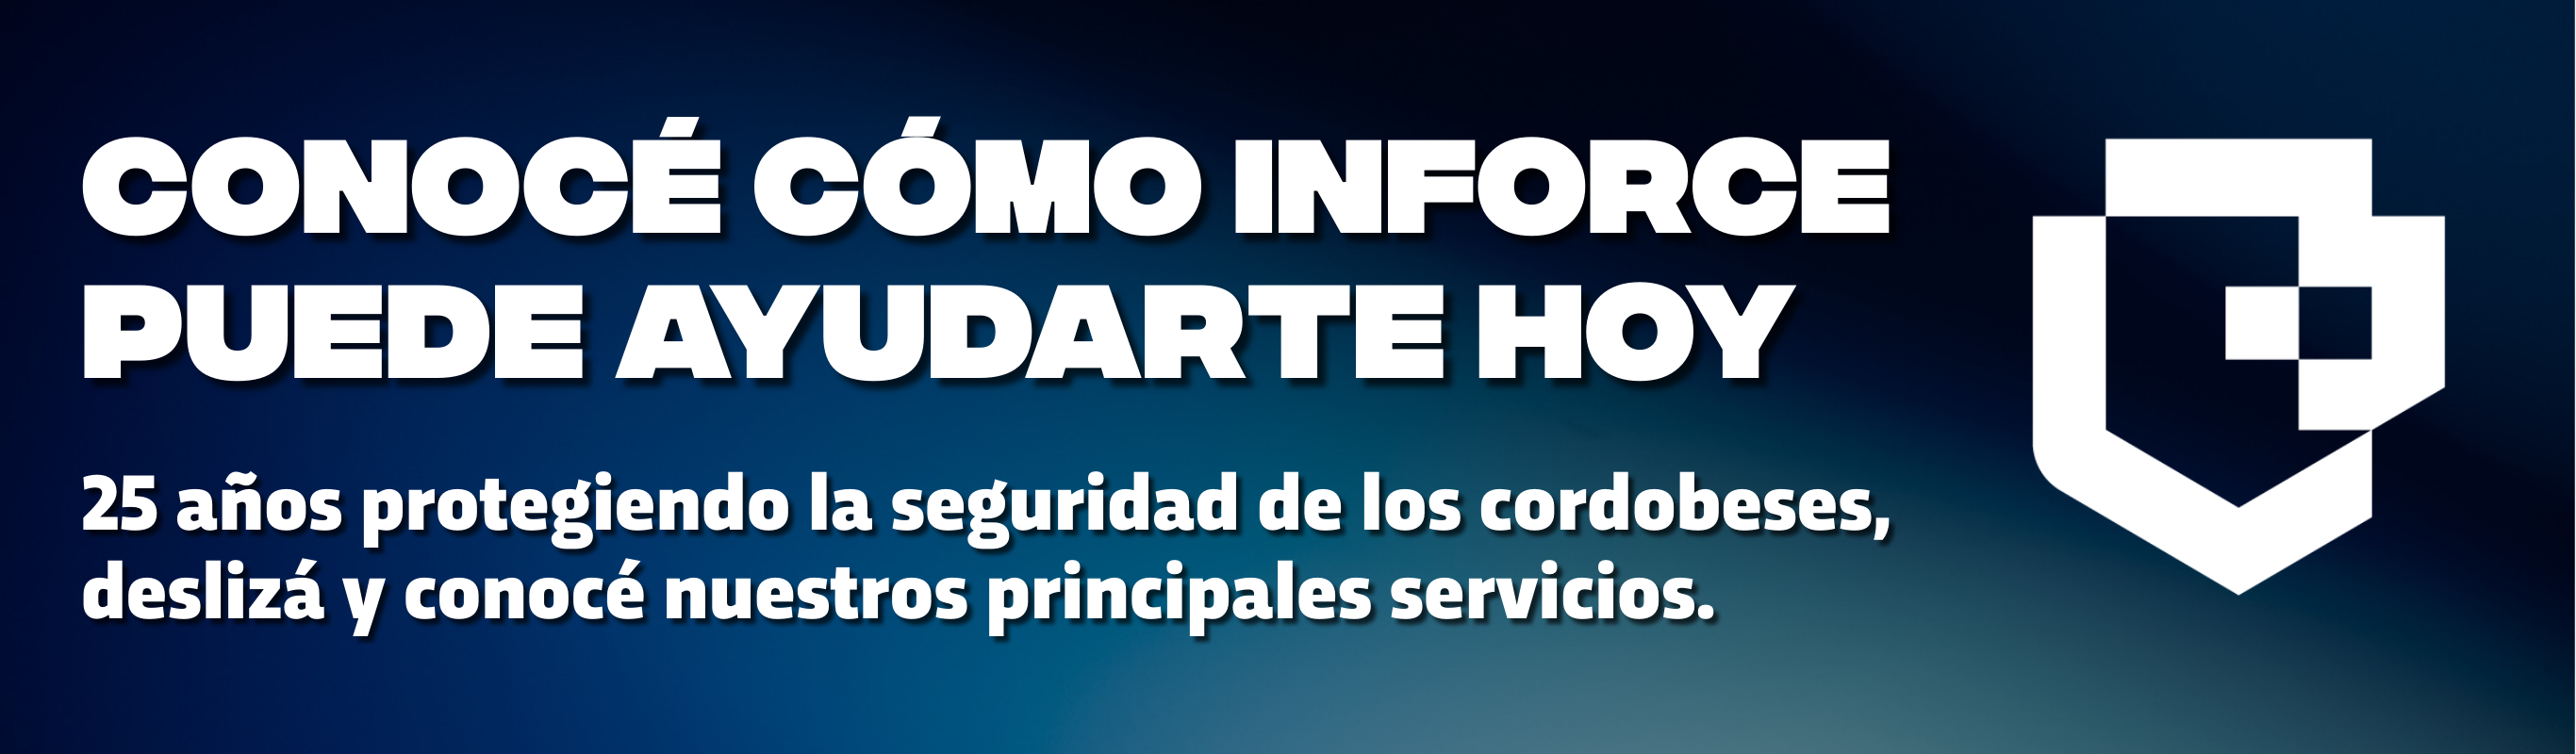 CONOCÉ CÓMO INFORCE
PUEDE AYUDARTE HOY
25 años protegiendo la seguridad de los cordobeses,
deslizá y conocé nuestros principales servicios.